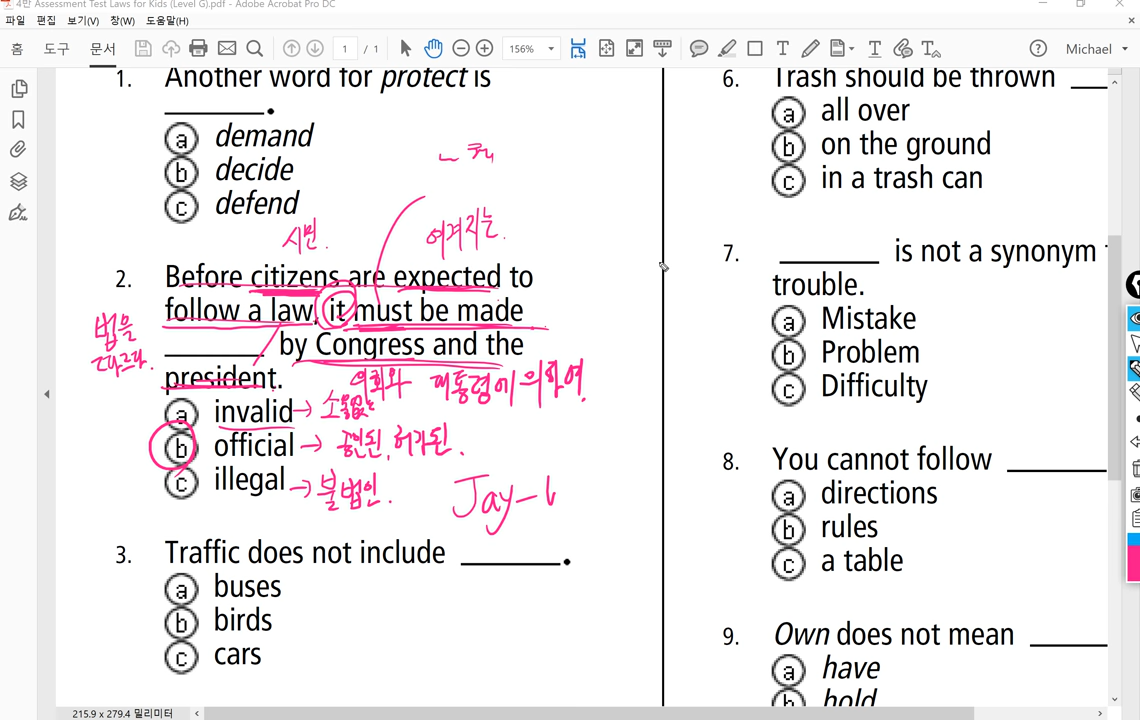 4만 Assessment Test Laws for Kids (Level G).pdf - Adobe Acrobat Pro DC
파일 편집 보기(V) 창(W) 도움말(H)
홈 도구 문서 1 / 1 156% Michael
1. Another word for protect is
________.
a demand
b decide
c defend
시민.
여겨지는.
2. Before citizens are expected to
follow a law, it must be made
________ by Congress and the
president.
법을
따르다.
의회와 대통령에 의하여.
a invalid → 소용없는
b official → 공인된, 허가된.
c illegal → 불법인.
Jay - b
3. Traffic does not include ________.
a buses
b birds
c cars
6. Trash should be thrown
a all over
b on the ground
c in a trash can
7. ________ is not a synonym
trouble.
a Mistake
b Problem
c Difficulty
8. You cannot follow ________
a directions
b rules
c a table
9. Own does not mean ________
a have
b hold
215.9 x 279.4 밀리미터